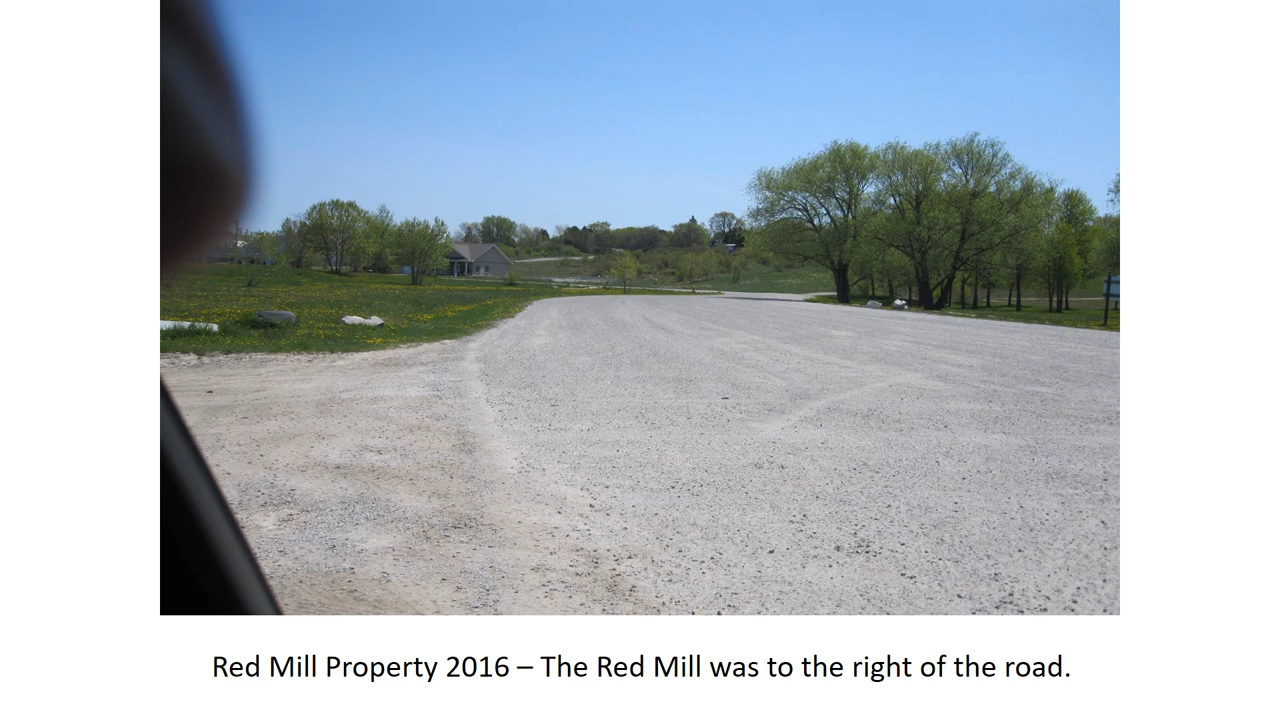 Red Mill Property 2016 – The Red Mill was to the right of the road.